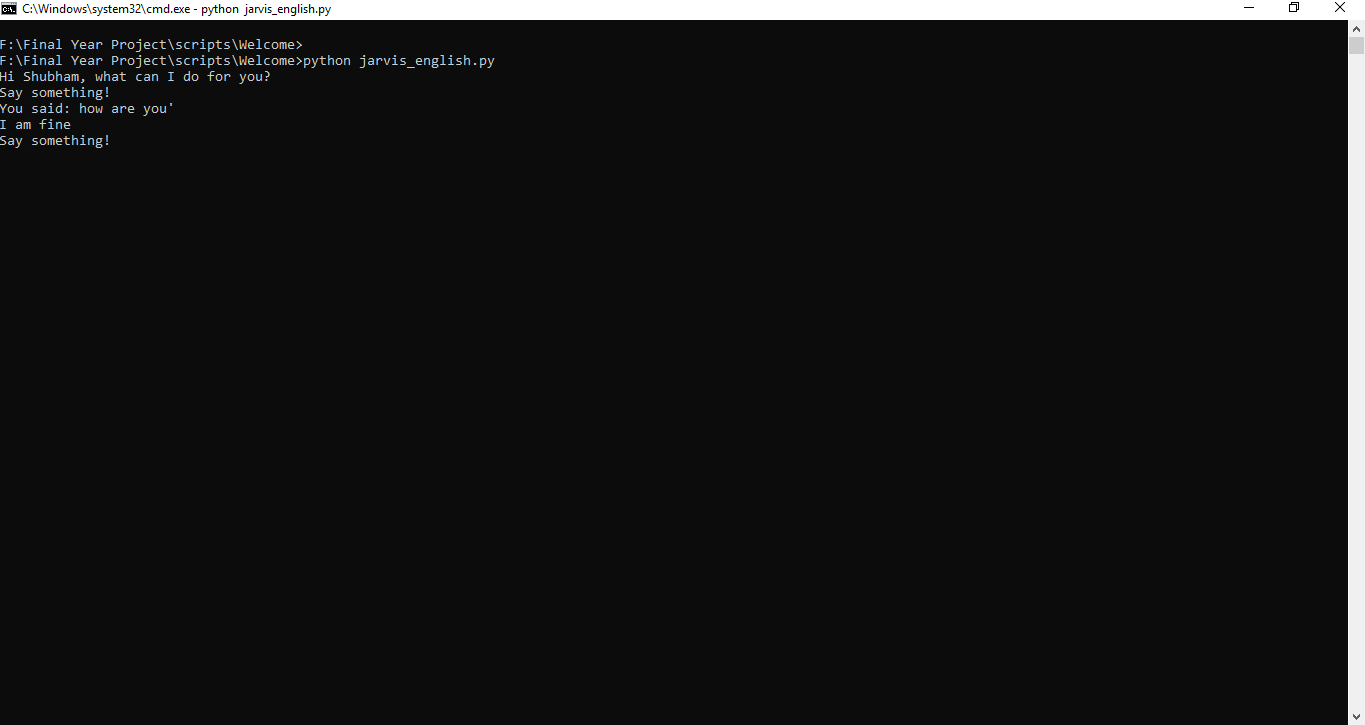 C:\Windows\system32\cmd.exe - python  jarvis_english.py
F:\Final Year Project\scripts\Welcome>
F:\Final Year Project\scripts\Welcome>python jarvis_english.py
Hi Shubham, what can I do for you?
Say something!
You said: how are you'
I am fine
Say something!